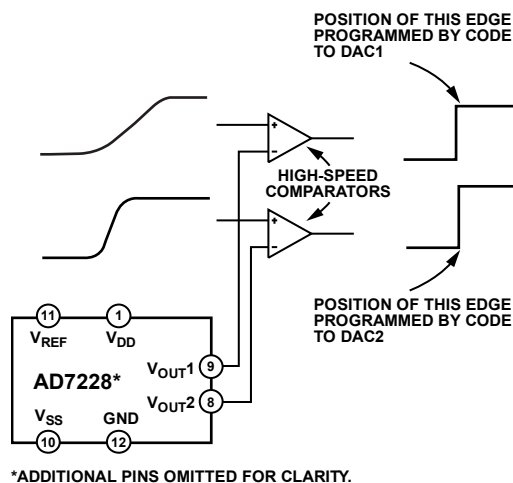 POSITION OF THIS EDGE
PROGRAMMED BY CODE
TO DAC1
+
−
HIGH-SPEED
COMPARATORS
+
−
POSITION OF THIS EDGE
PROGRAMMED BY CODE
TO DAC2
11
1
VREF
VDD
VOUT1
9
AD7228*
VOUT2
8
VSS
GND
10
12
*ADDITIONAL PINS OMITTED FOR CLARITY.